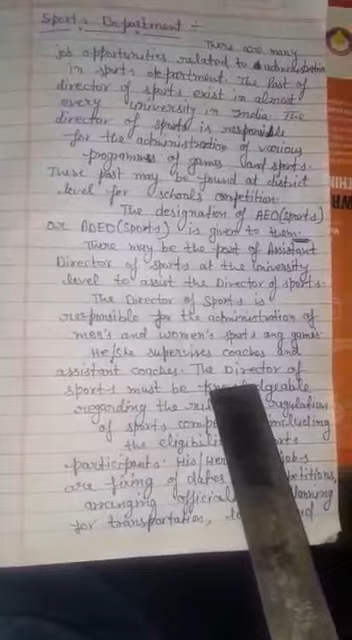 Sports Department :-
There are many
job opportunities related to administration
in sports department. The Post of
director of sports exist in almost
every university in India The
director of sports is responsible
for the administration of various
programmes of games and sports.
These post may be found at district
level for schools competition.
The designation of AEO(sports)
or ADEO(sports) is given to them.
There may be the post of Assistant
Director of sports at the University
level to assist the Director of sports.
The Director of Sports is
responsible for the administration of
men's and women's sports and games
He/she supervises coaches and
assistant coaches. The Director of
sports must be knowledgeable
regarding the regulations
of sports including
the
participants. His/Her jobs
are fixing of dates
arranging
for transportation,